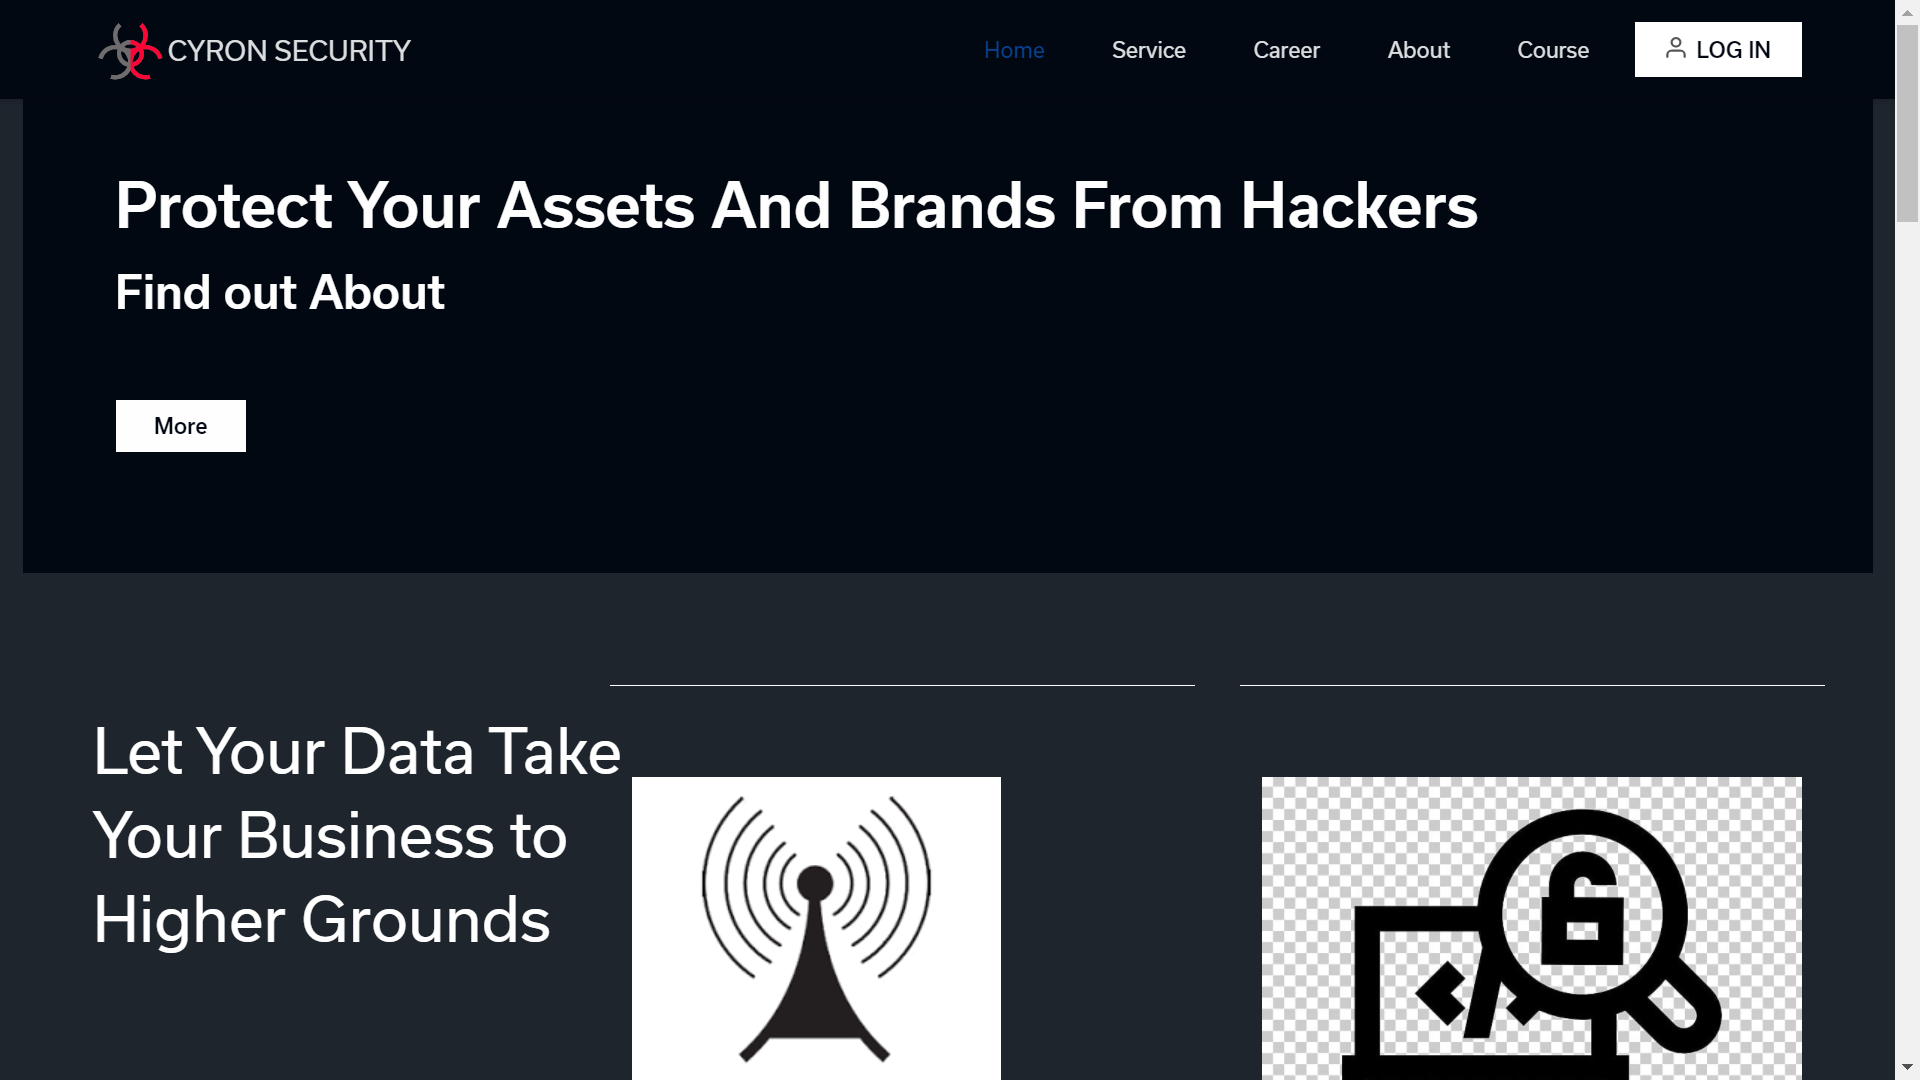 CYRON SECURITY
Home
Service
Career
About
Course
LOG IN
Protect Your Assets And Brands From Hackers
Find out About
More
Let Your Data Take
Your Business to
Higher Grounds